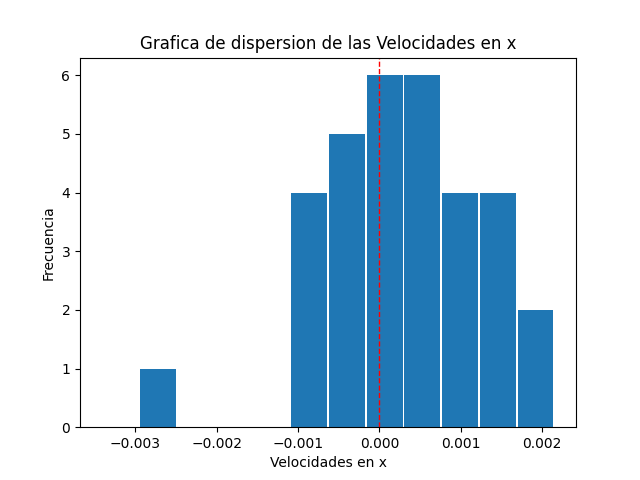 Grafica de dispersion de las Velocidades en x
6
5
4
3
2
1
0
Frecuencia
−0.003 −0.002 −0.001 0.000 0.001 0.002
Velocidades en x